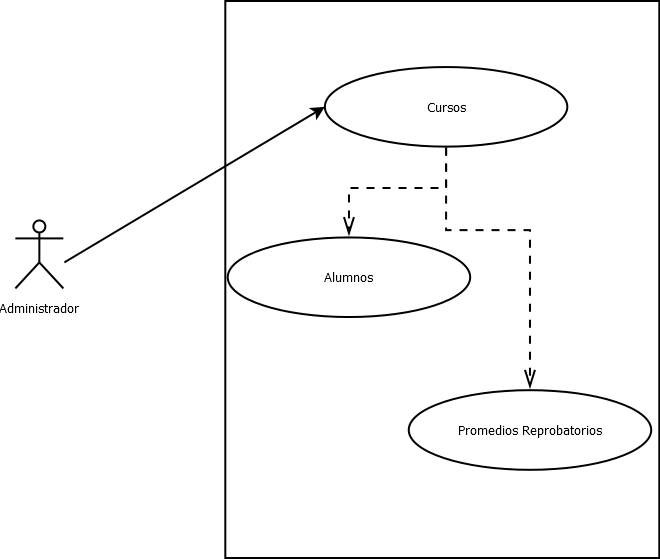 Cursos
Alumnos
Administrador
Promedios Reprobatorios